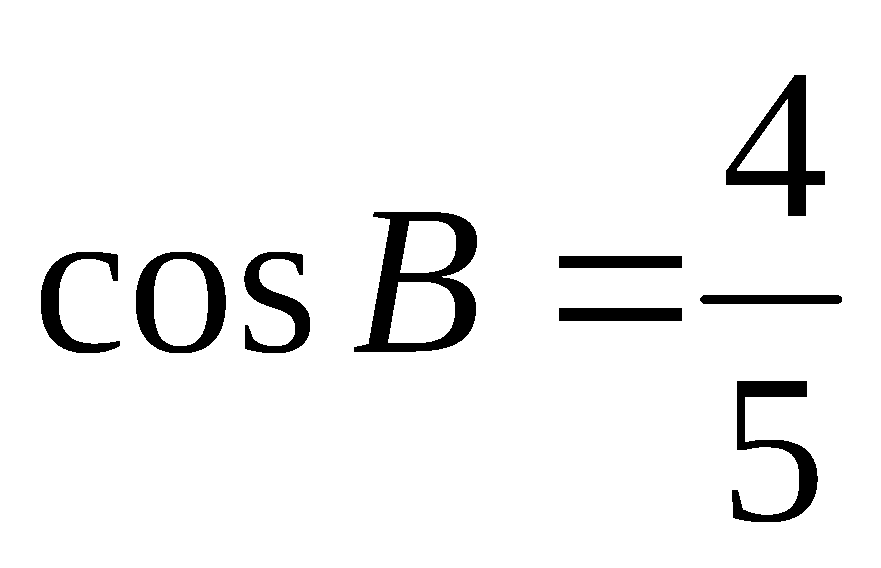 cos B = 4/5